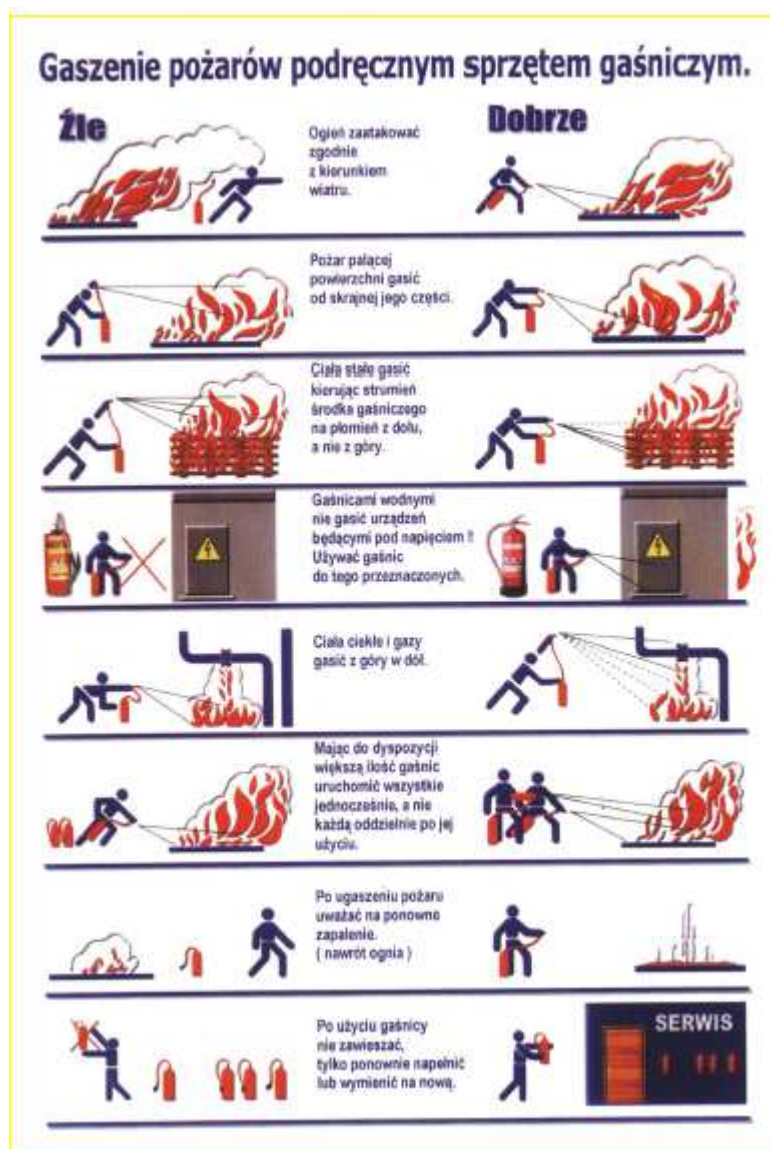 Gaszenie pożarów podręcznym sprzętem gaśniczym.
Źle
Dobrze
Ogień zaatakować
zgodnie
z kierunkiem
wiatru.
Pożar palącej
powierzchni gasić
od skrajnej jego części.
Ciała stałe gasić
kierując strumień
środka gaśniczego
na płomień z dołu,
a nie z góry.
Gaśnicami wodnymi
nie gasić urządzeń
będącymi pod napięciem !!
Używać gaśnic
do tego przeznaczonych.
Ciała ciekłe i gazy
gasić z góry w dół.
Mając do dyspozycji
większą ilość gaśnic
uruchomić wszystkie
jednocześnie, a nie
każdą oddzielnie po jej
użyciu.
Po ugaszeniu pożaru
uważać na ponowne
zapalenie.
( nawrót ognia )
Po użyciu gaśnicy
nie zawieszać,
tylko ponownie napełnić
lub wymienić na nową.
SERWIS